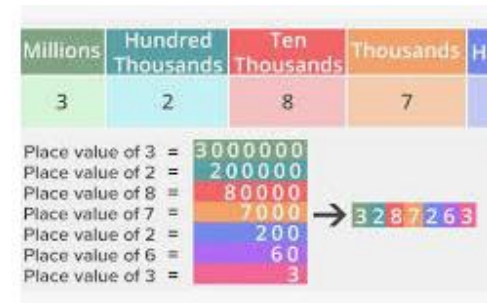 Millions Hundred Thousands Ten Thousands Thousands H
3 2 8 7
Place value of 3 = 3000000
Place value of 2 = 200000
Place value of 8 = 80000
Place value of 7 = 7000
Place value of 2 = 200
Place value of 6 = 60
Place value of 3 = 3
→ 3287263